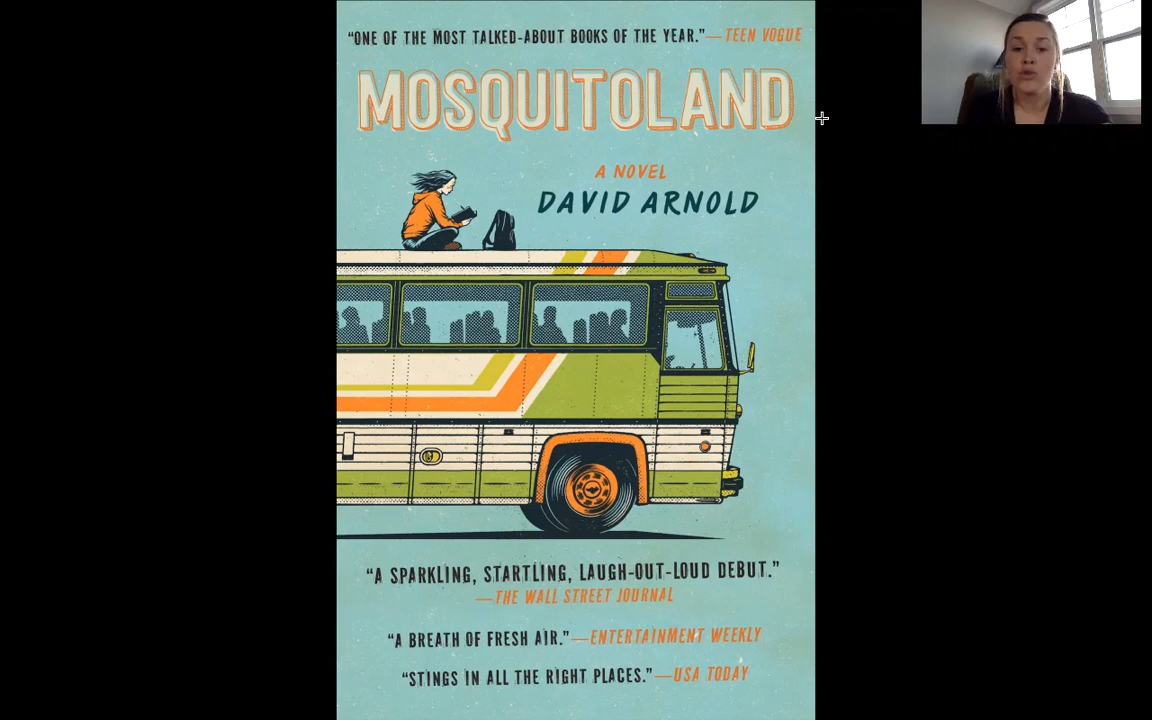 “ONE OF THE MOST TALKED-ABOUT BOOKS OF THE YEAR.”—TEEN VOGUE
MOSQUITOLAND
A NOVEL
DAVID ARNOLD
“A SPARKLING, STARTLING, LAUGH-OUT-LOUD DEBUT.”
—THE WALL STREET JOURNAL
“A BREATH OF FRESH AIR.”—ENTERTAINMENT WEEKLY
“STINGS IN ALL THE RIGHT PLACES.”—USA TODAY